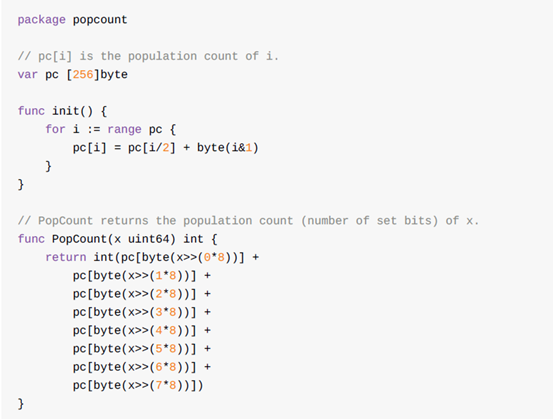 package popcount

// pc[i] is the population count of i.
var pc [256]byte

func init() {
    for i := range pc {
        pc[i] = pc[i/2] + byte(i&1)
    }
}

// PopCount returns the population count (number of set bits) of x.
func PopCount(x uint64) int {
    return int(pc[byte(x>>(0*8))] +
        pc[byte(x>>(1*8))] +
        pc[byte(x>>(2*8))] +
        pc[byte(x>>(3*8))] +
        pc[byte(x>>(4*8))] +
        pc[byte(x>>(5*8))] +
        pc[byte(x>>(6*8))] +
        pc[byte(x>>(7*8))])
}